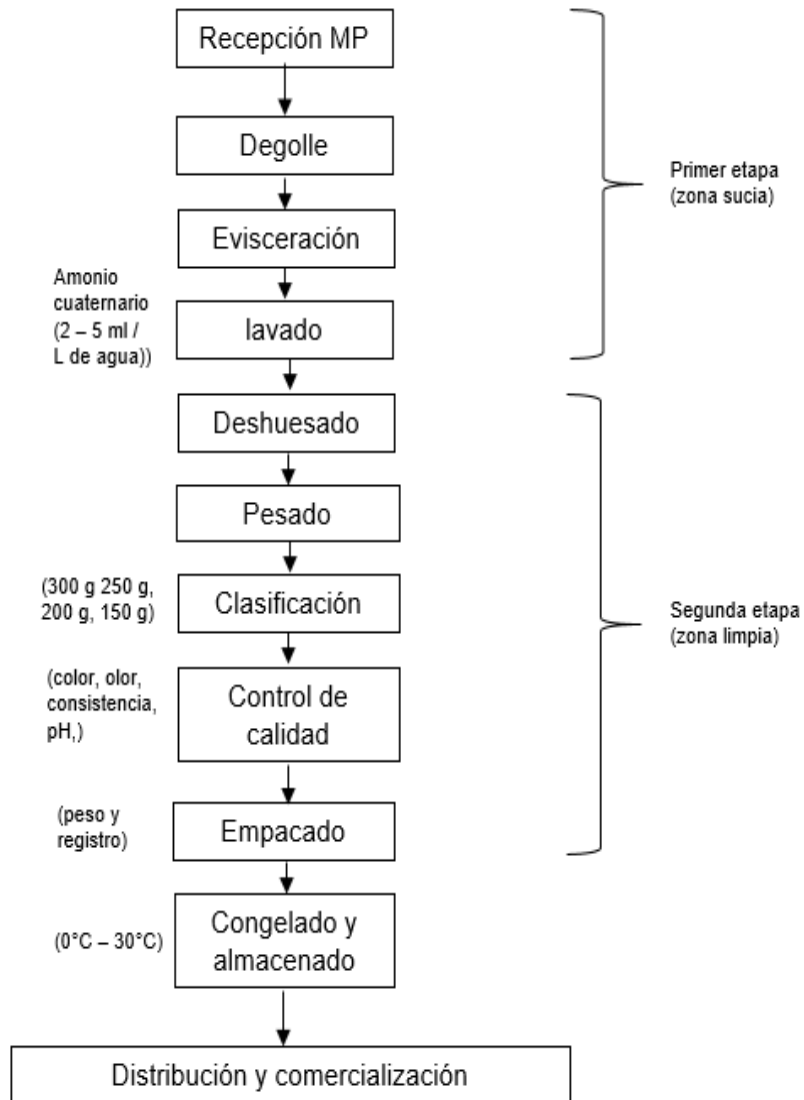 Recepción MP
Degolle
Primer etapa
(zona sucia)
Evisceración
Amonio
cuaternario
(2 – 5 ml /
L de agua))
lavado
Deshuesado
Pesado
(300 g 250 g,
200 g, 150 g)
Clasificación
Segunda etapa
(zona limpia)
(color, olor,
consistencia,
pH,)
Control de
calidad
(peso y
registro)
Empacado
(0°C – 30°C)
Congelado y
almacenado
Distribución y comercialización